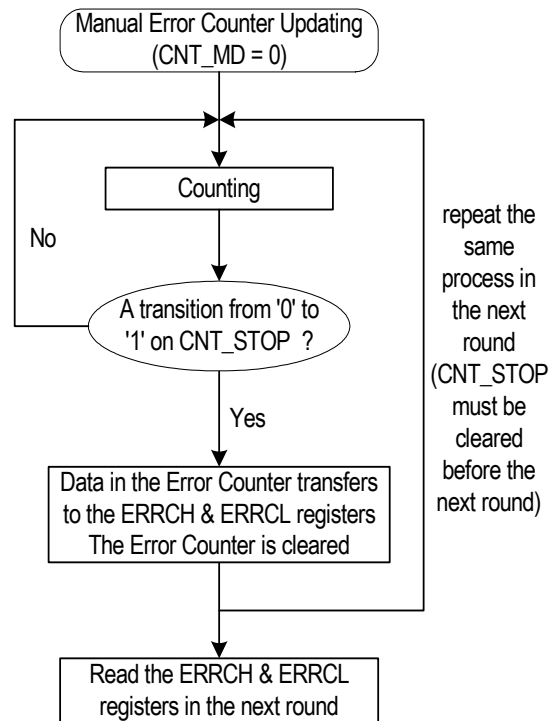 Manual Error Counter Updating
(CNT_MD = 0)
Counting
No
A transition from '0' to
'1' on CNT_STOP ?
Yes
Data in the Error Counter transfers
to the ERRCH & ERRCL registers
The Error Counter is cleared
repeat the
same
process in
the next
round
(CNT_STOP
must be
cleared
before the
next round)
Read the ERRCH & ERRCL
registers in the next round